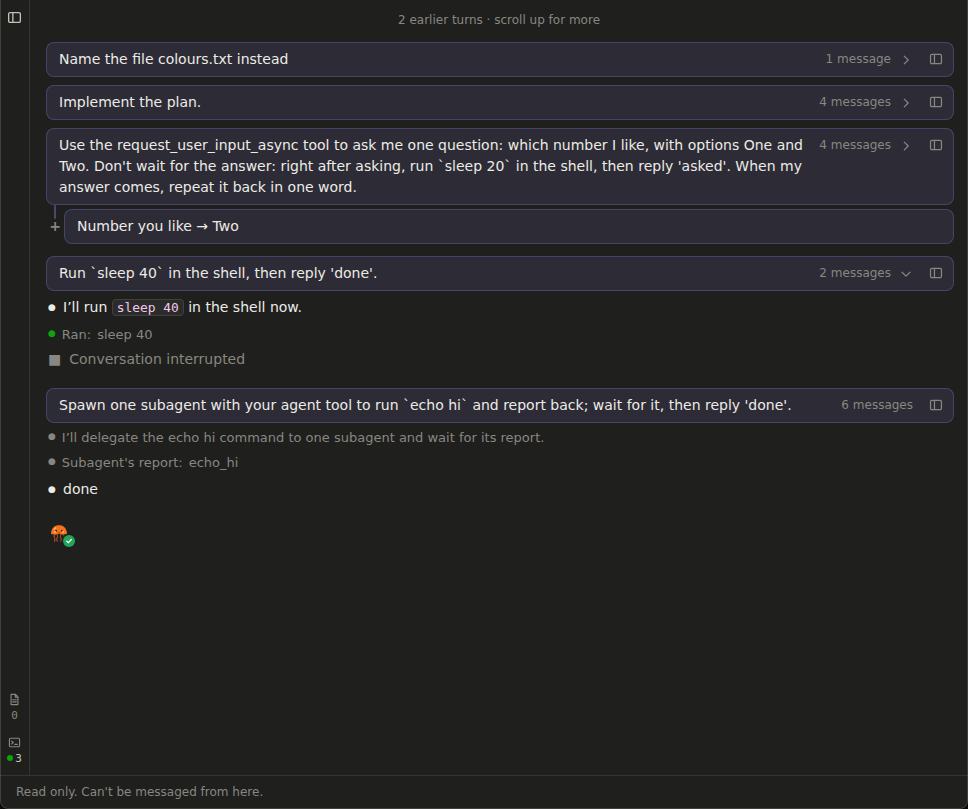 2 earlier turns · scroll up for more
Name the file colours.txt instead
1 message
Implement the plan.
4 messages
Use the request_user_input_async tool to ask me one question: which number I like, with options One and
Two. Don't wait for the answer: right after asking, run `sleep 20` in the shell, then reply 'asked'. When my
answer comes, repeat it back in one word.
4 messages
Number you like → Two
Run `sleep 40` in the shell, then reply 'done'.
2 messages
I’ll run sleep 40 in the shell now.
Ran: sleep 40
Conversation interrupted
Spawn one subagent with your agent tool to run `echo hi` and report back; wait for it, then reply 'done'.
6 messages
I’ll delegate the echo hi command to one subagent and wait for its report.
Subagent's report: echo_hi
done
0
3
Read only. Can't be messaged from here.